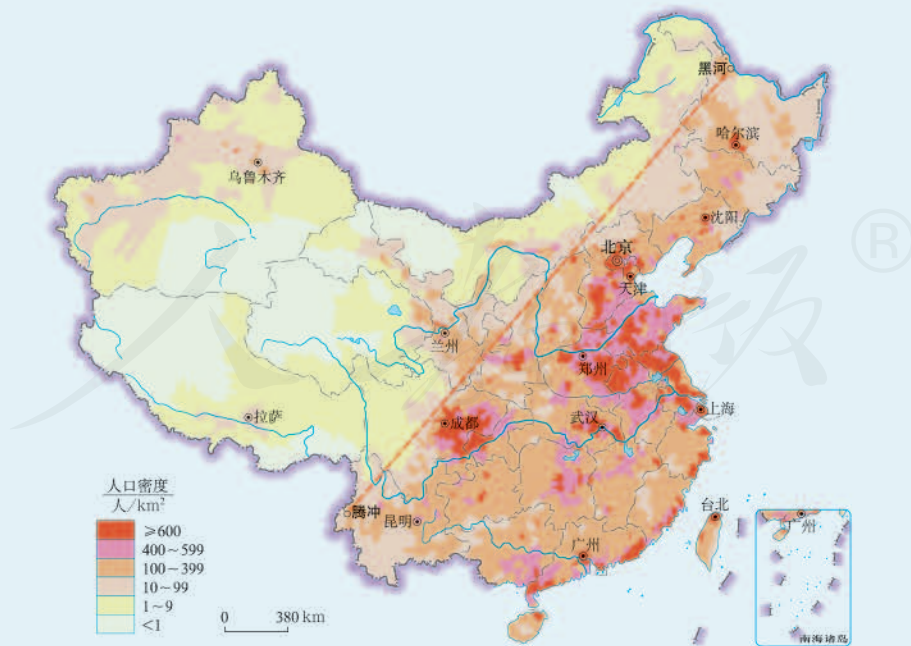 黑河
哈尔滨
乌鲁木齐
沈阳
北京
天津
兰州
郑州
拉萨
成都
武汉
上海
腾冲
昆明
广州
台北
广州
南海诸岛
人口密度
人/km²
≥600
400~599
100~399
10~99
1~9
<1
0 380 km
®